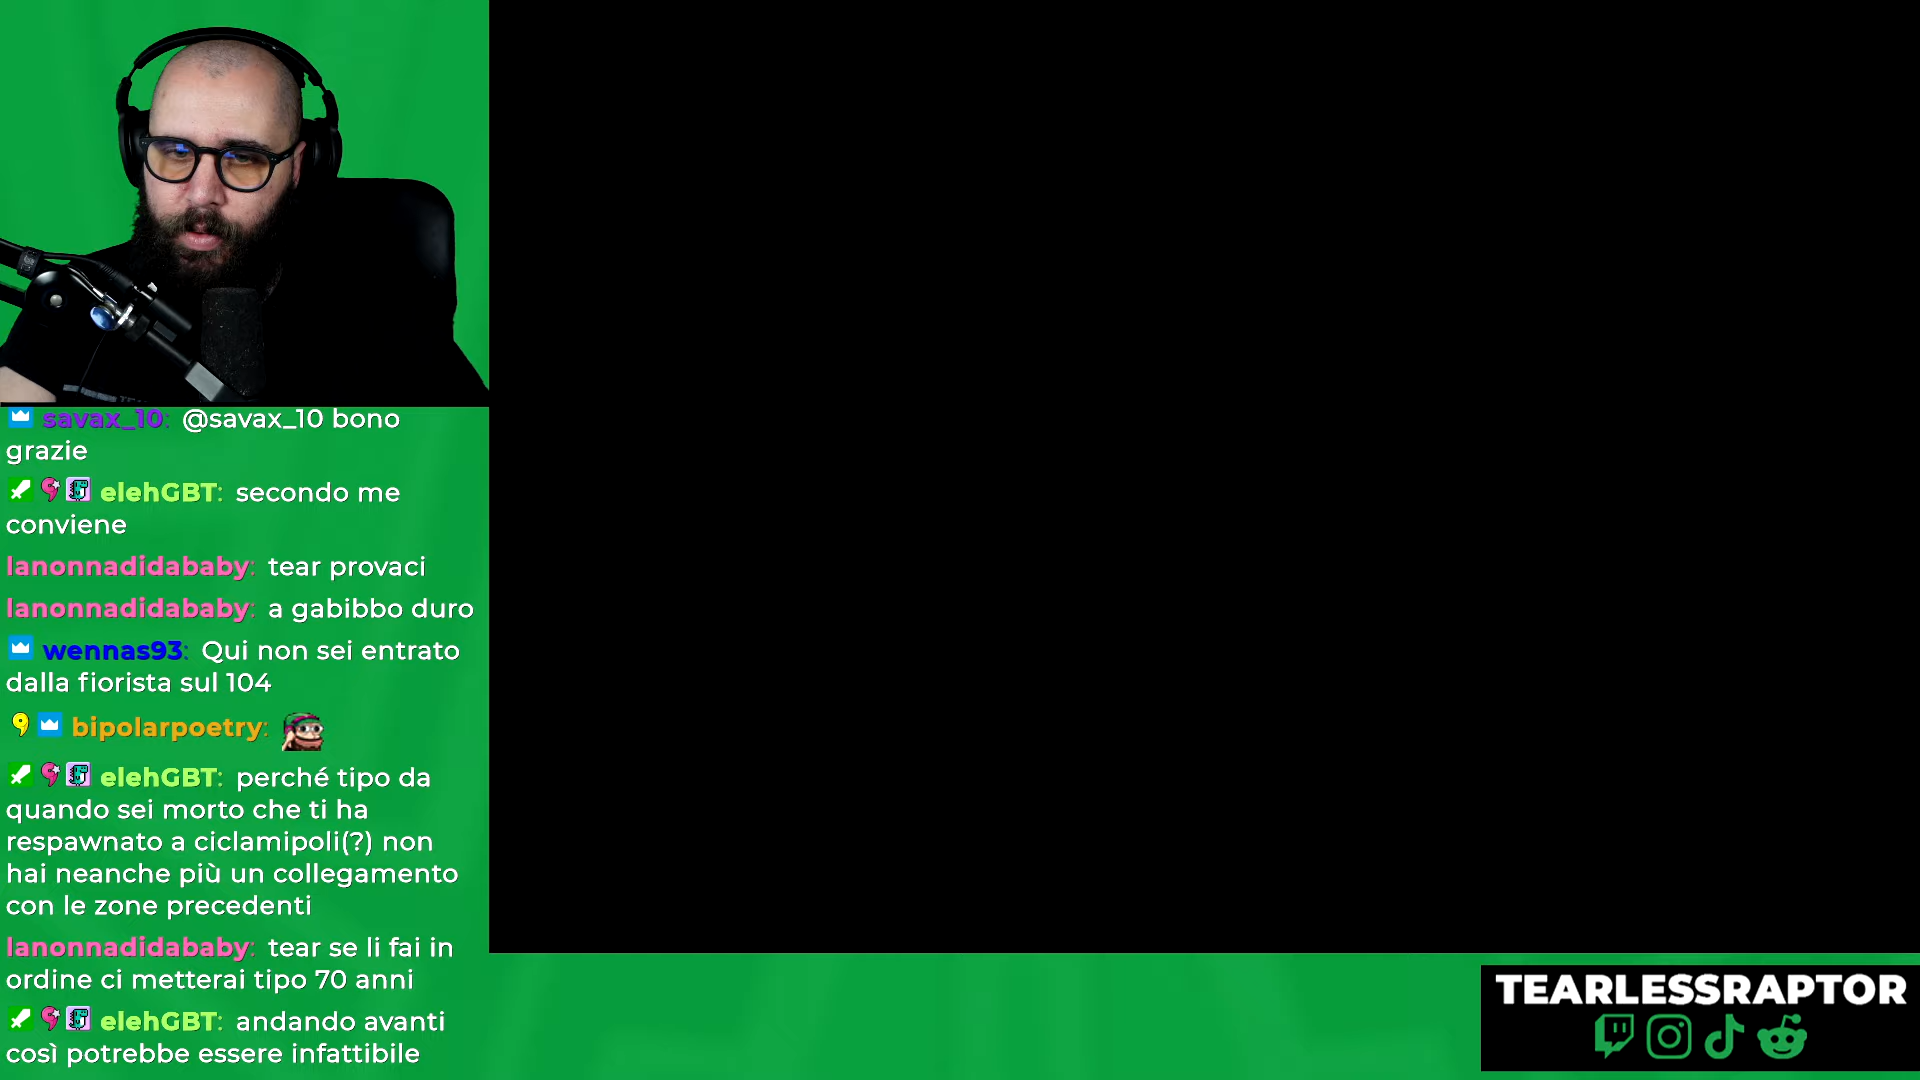 savax_10: @savax_10 bono
grazie
elehGBT: secondo me
conviene
lanonnadidababy: tear provaci
lanonnadidababy: a gabibbo duro
wennas93: Qui non sei entrato
dalla fiorista sul 104
bipolarpoetry:
elehGBT: perché tipo da
quando sei morto che ti ha
respawnato a ciclamipoli(?) non
hai neanche più un collegamento
con le zone precedenti
lanonnadidababy: tear se li fai in
ordine ci metterai tipo 70 anni
elehGBT: andando avanti
così potrebbe essere infattibile
TEARLESSRAPTOR